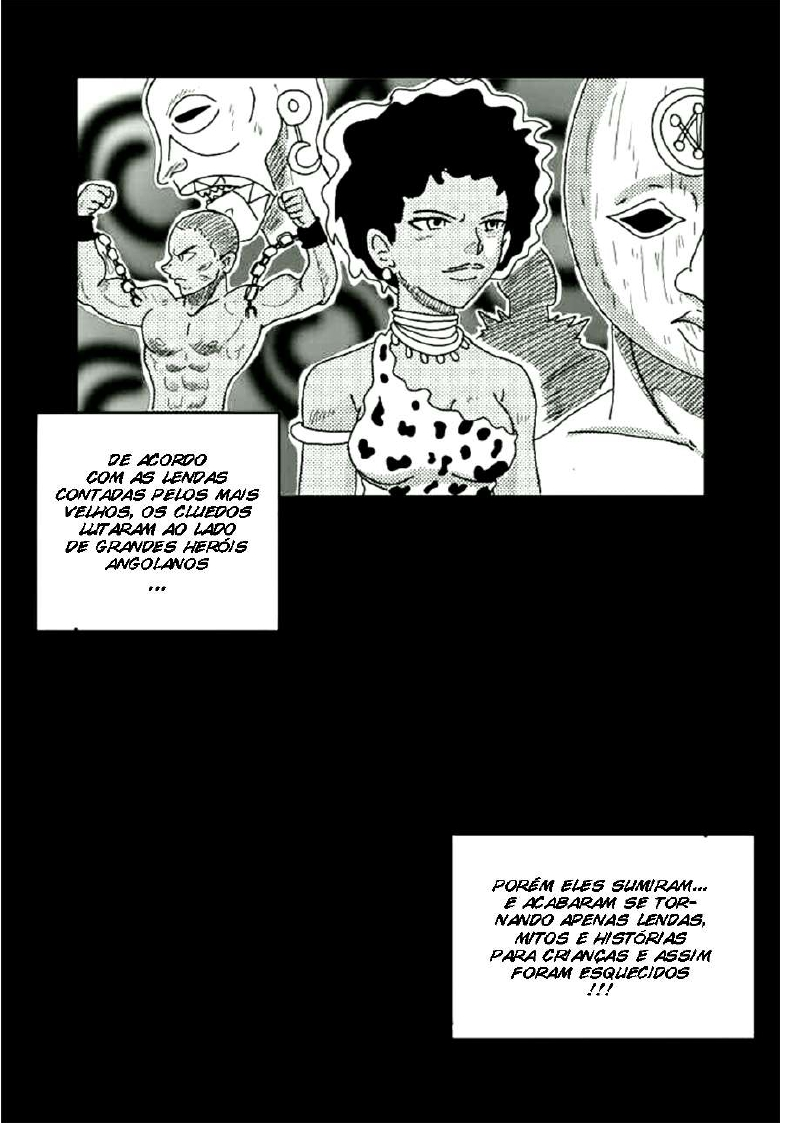 DE ACORDO
COM AS LENDAS
CONTADAS PELOS MAIS
VELHOS, OS CLUEDOS
LUTARAM AO LADO
DE GRANDES HERÓIS
ANGOLANOS
...
PORÉM ELES SUMIRAM...
E ACABARAM SE TOR-
NANDO APENAS LENDAS,
MITOS E HISTÓRIAS
PARA CRIANÇAS E ASSIM
FORAM ESQUECIDOS
!!!